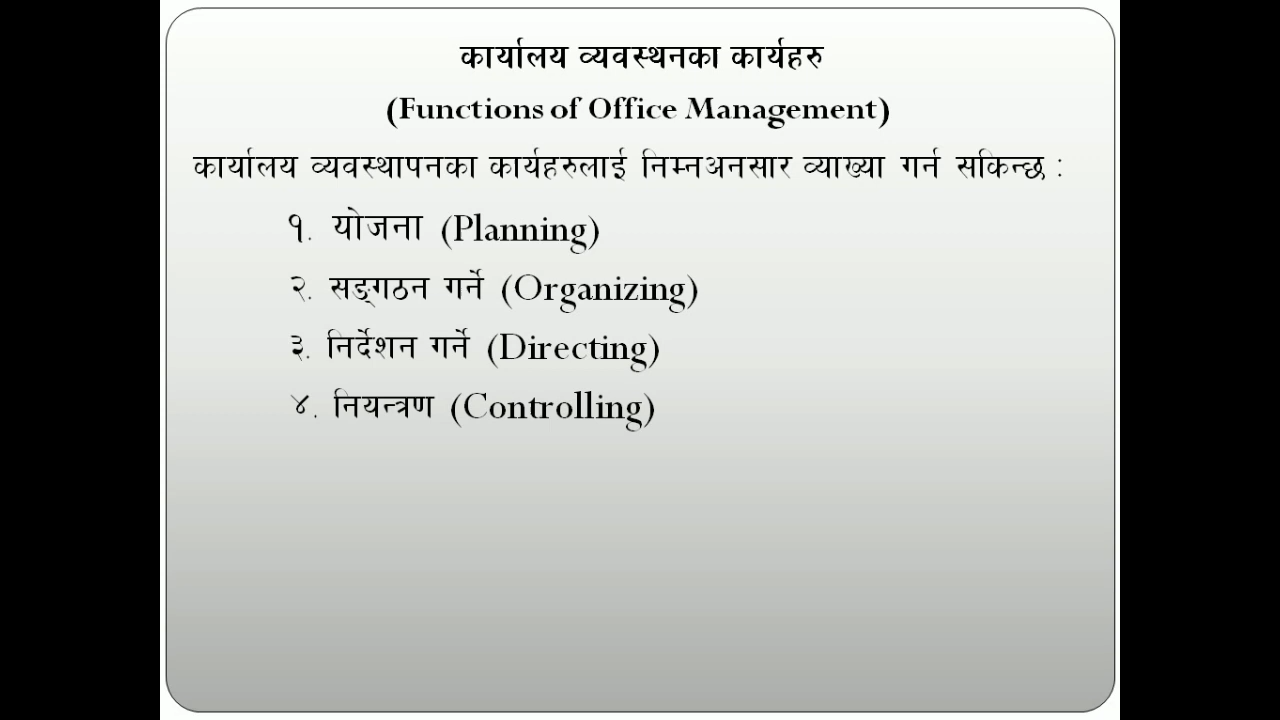 कार्यालय व्यवस्थनका कार्यहरु
(Functions of Office Management)
कार्यालय व्यवस्थापनका कार्यहरुलाई निम्नअनसार व्याख्या गर्न सकिन्छ :
१. योजना (Planning)
२. सङ्गठन गर्ने (Organizing)
३. निर्देशन गर्ने (Directing)
४. नियन्त्रण (Controlling)